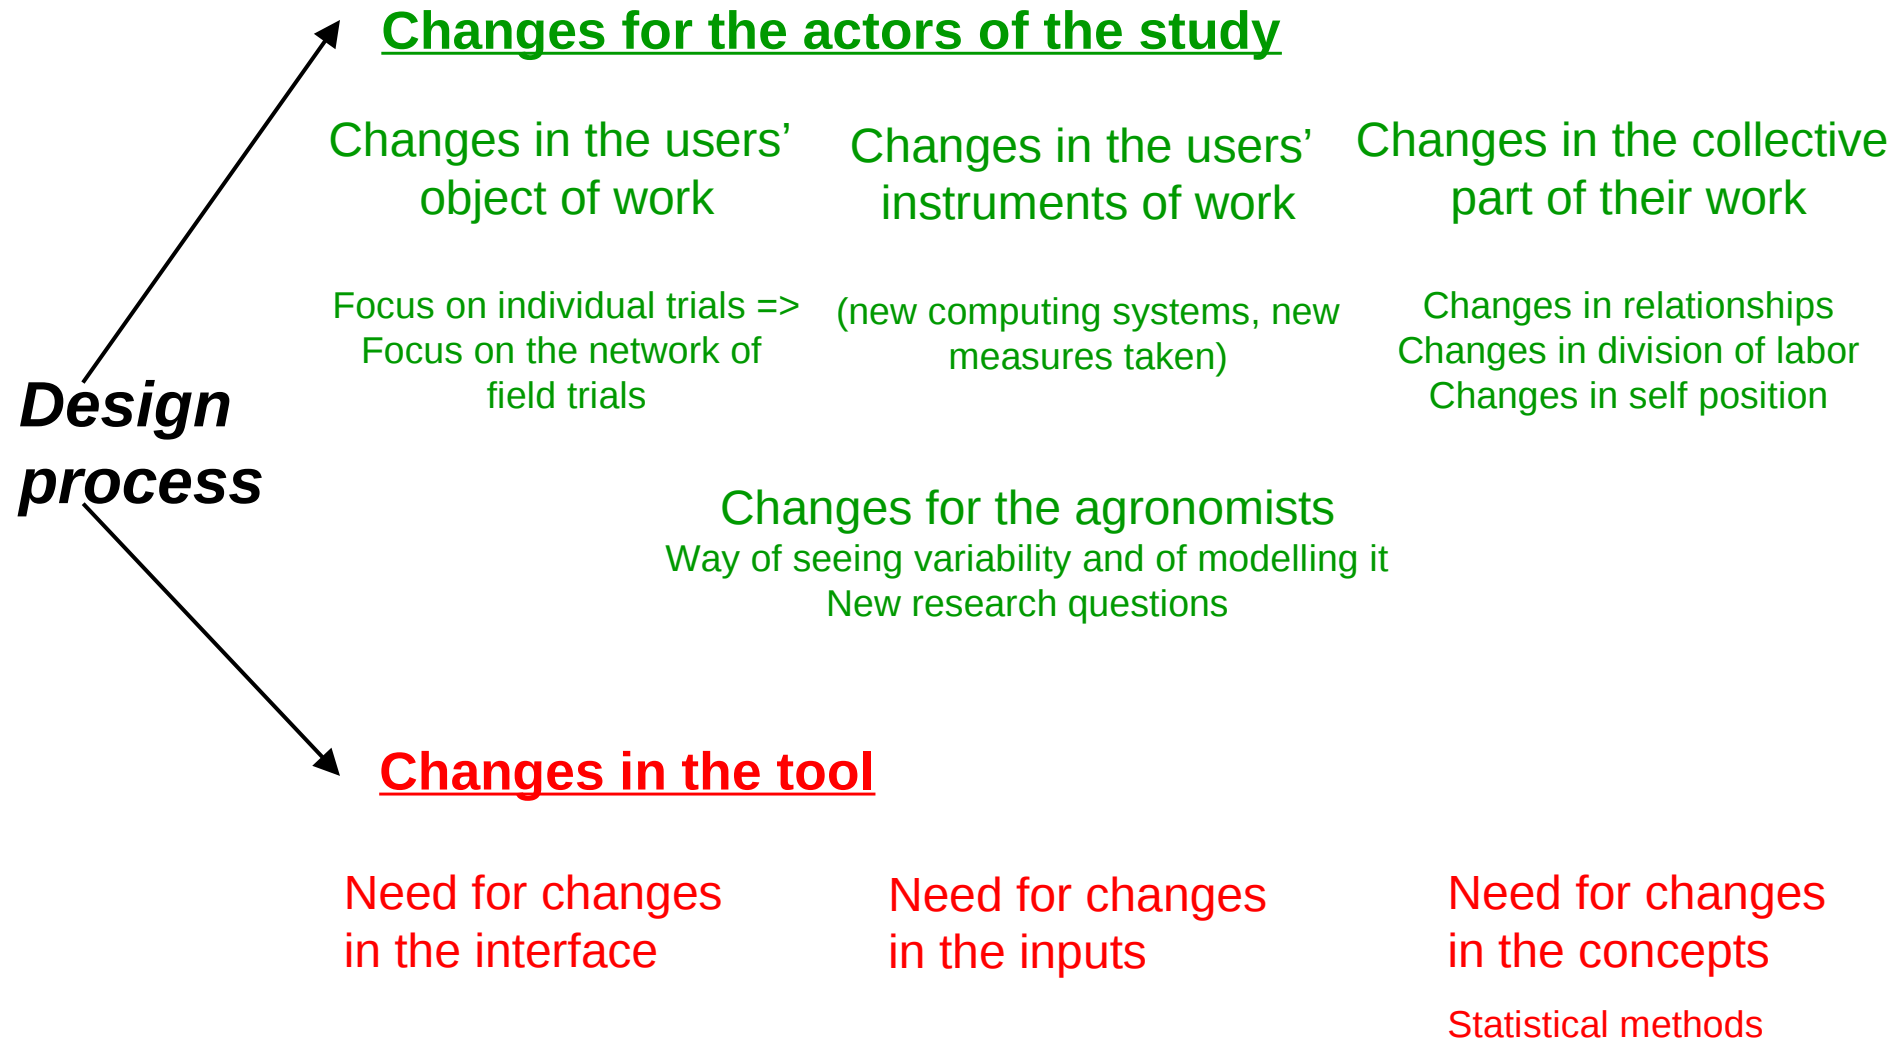 Changes for the actors of the study
Changes in the users’
object of work
Changes in the users’
instruments of work
Changes in the collective
part of their work
Focus on individual trials =>
Focus on the network of
field trials
(new computing systems, new
measures taken)
Changes in relationships
Changes in division of labor
Changes in self position
Design
process
Changes for the agronomists
Way of seeing variability and of modelling it
New research questions
Changes in the tool
Need for changes
in the interface
Need for changes
in the inputs
Need for changes
in the concepts
Statistical methods